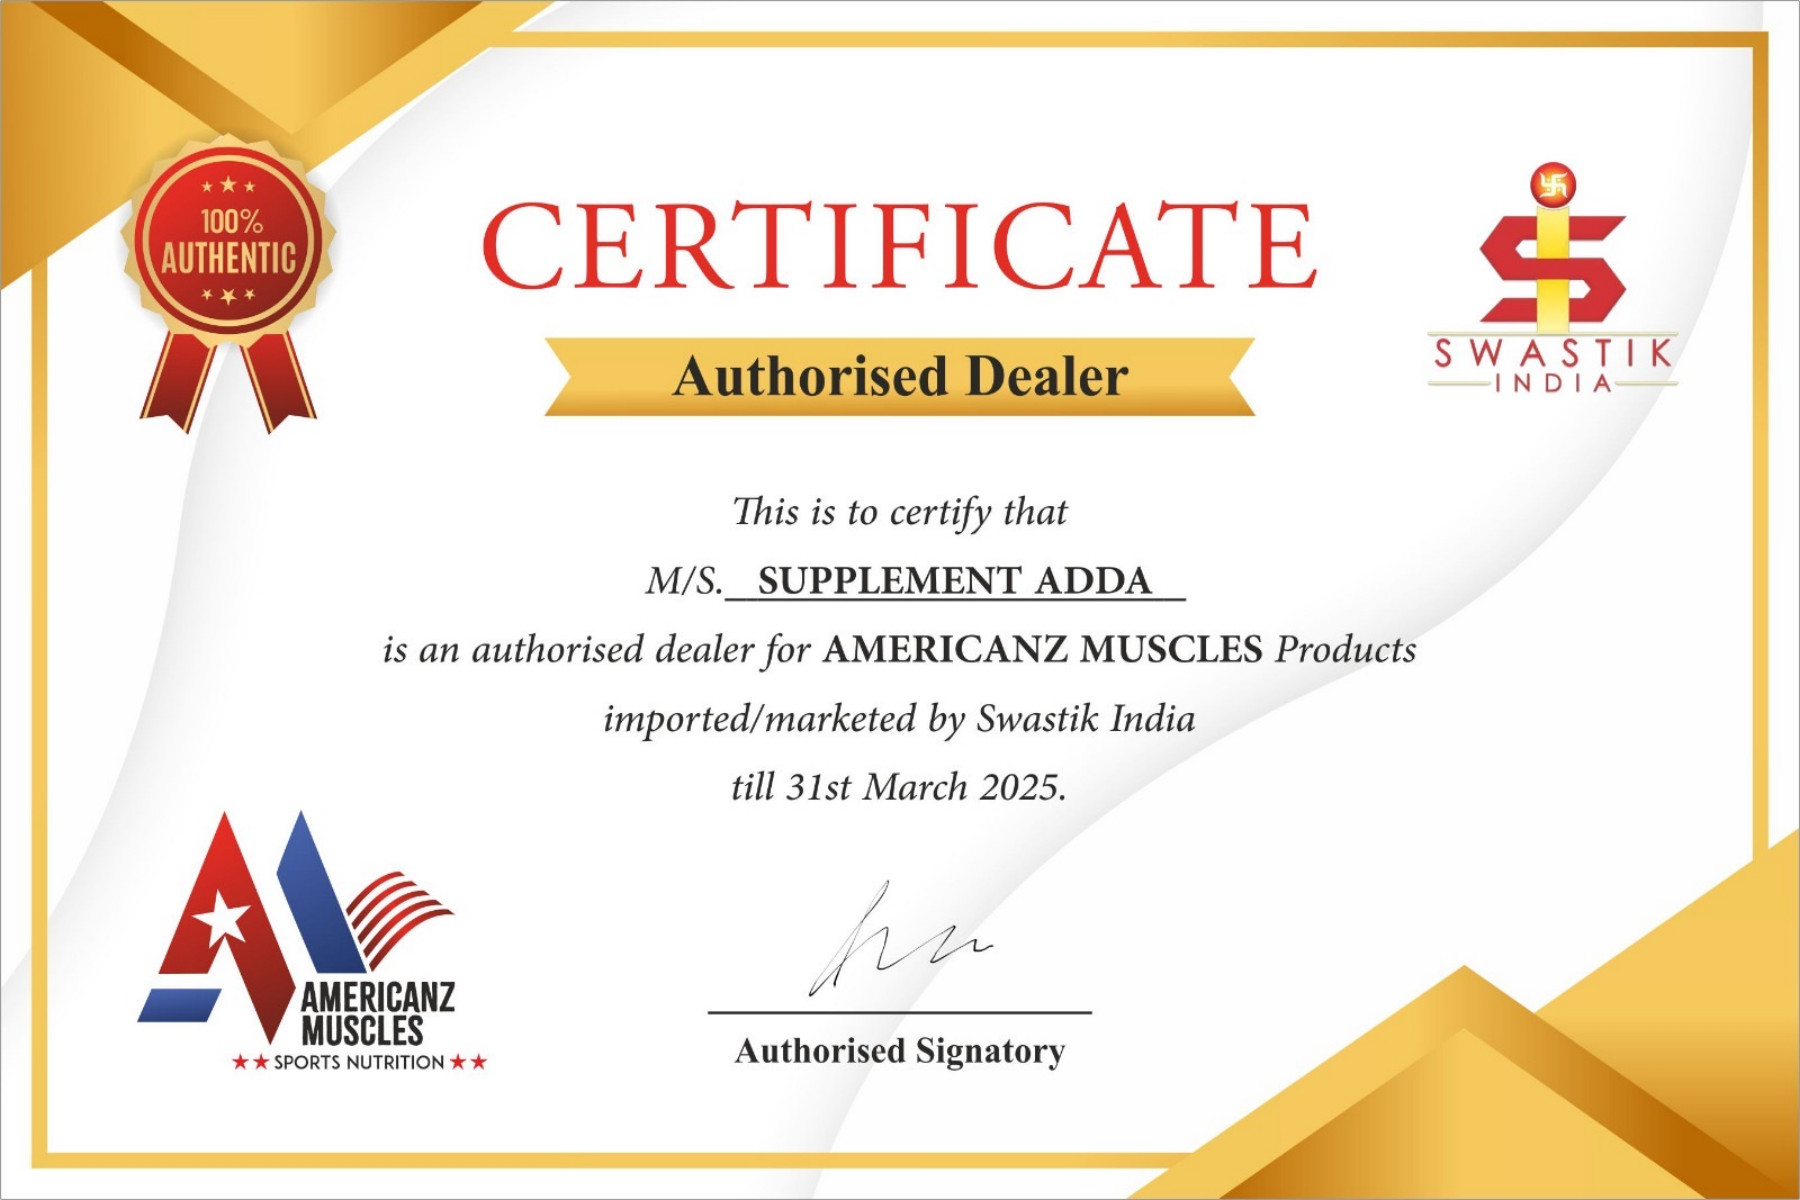 100%
AUTHENTIC
CERTIFICATE
Authorised Dealer
SWASTIK
INDIA
This is to certify that
M/S. SUPPLEMENT ADDA
is an authorised dealer for AMERICANZ MUSCLES Products
imported/marketed by Swastik India
till 31st March 2025.
AMERICANZ
MUSCLES
SPORTS NUTRITION
Authorised Signatory